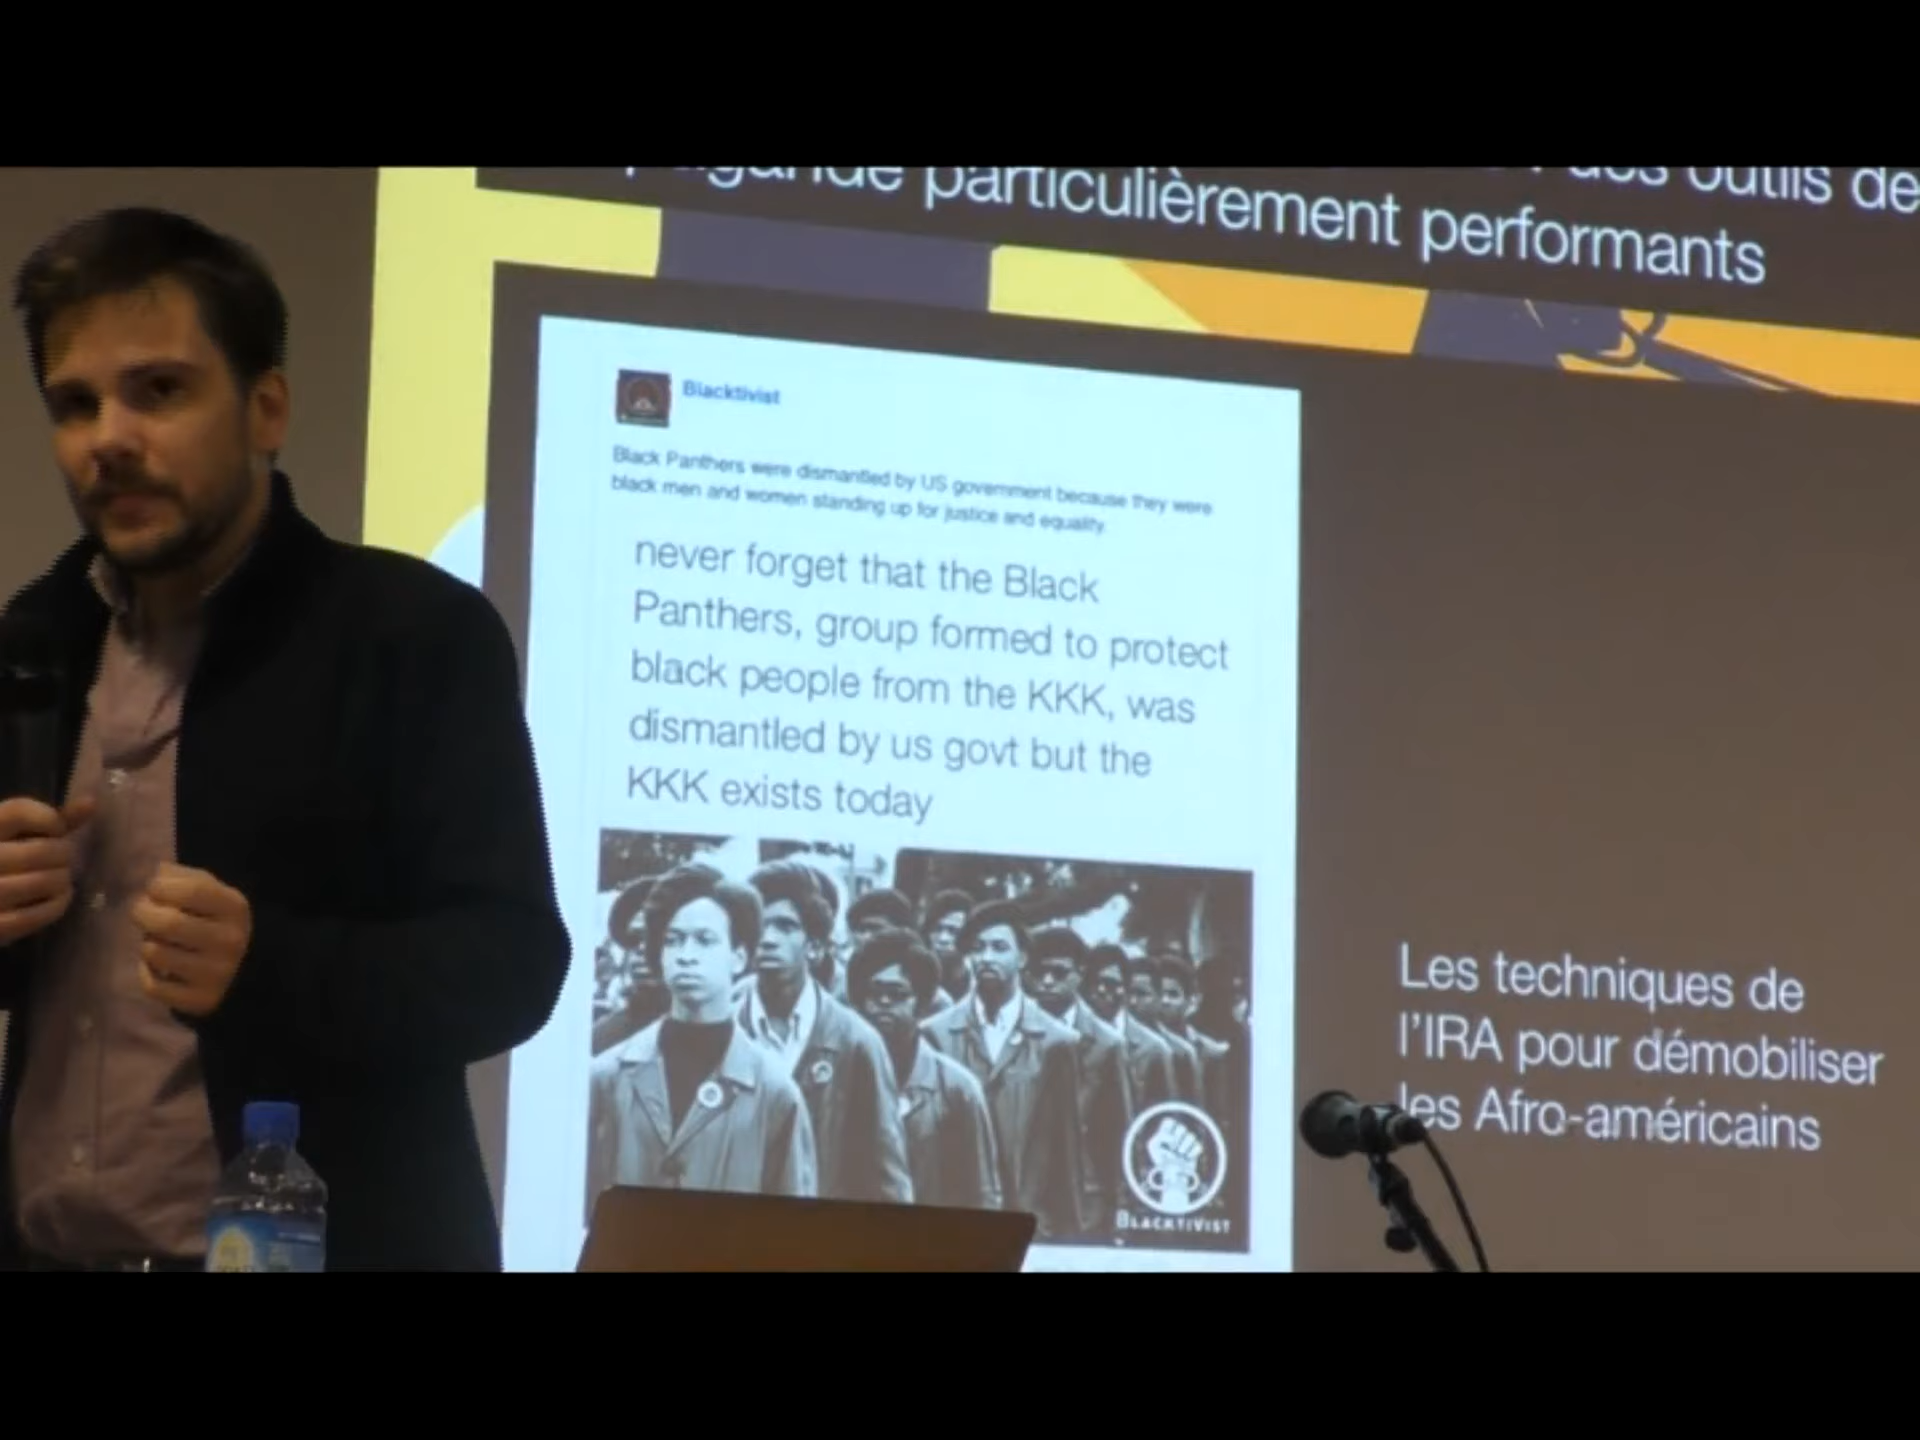 des outils de
particulièrement performants
Blacktivist
Black Panthers were dismantled by US government because they were
black men and women standing up for justice and equality.
never forget that the Black
Panthers, group formed to protect
black people from the KKK, was
dismantled by us govt but the
KKK exists today
BLACKTIVIST
Les techniques de
l'IRA pour démobiliser
les Afro-américains